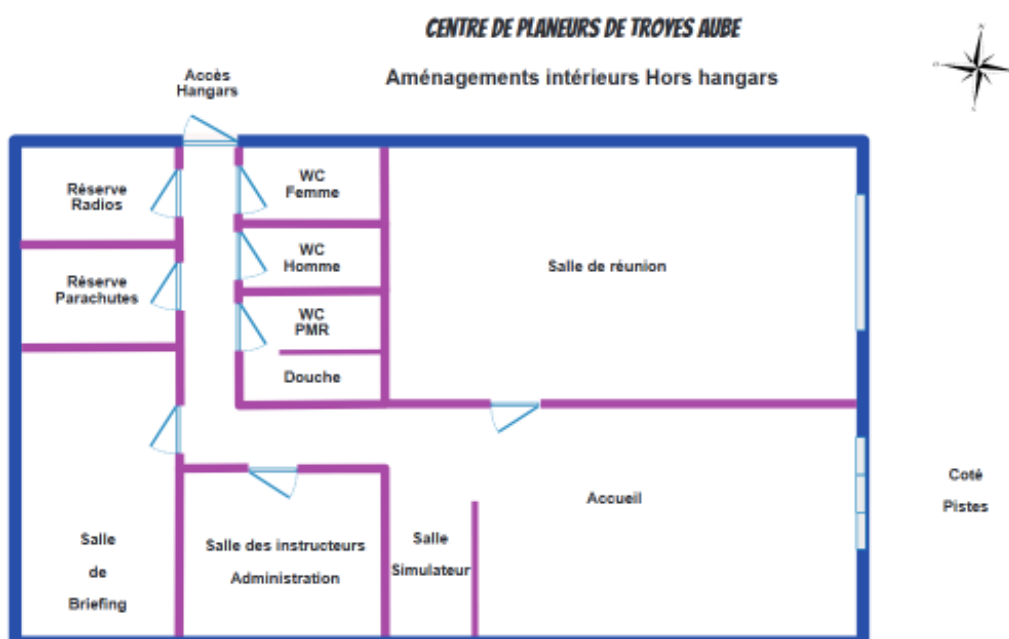 CENTRE DE PLANEURS DE TROYES AUBE
Aménagements intérieurs Hors hangars
Accès
Hangars
Réserve
Radios
WC
Femme
WC
Homme
Salle de réunion
Réserve
Parachutes
WC
PMR
Douche
Accueil
Coté
Pistes
Salle
de
Briefing
Salle des instructeurs
Administration
Salle
Simulateur